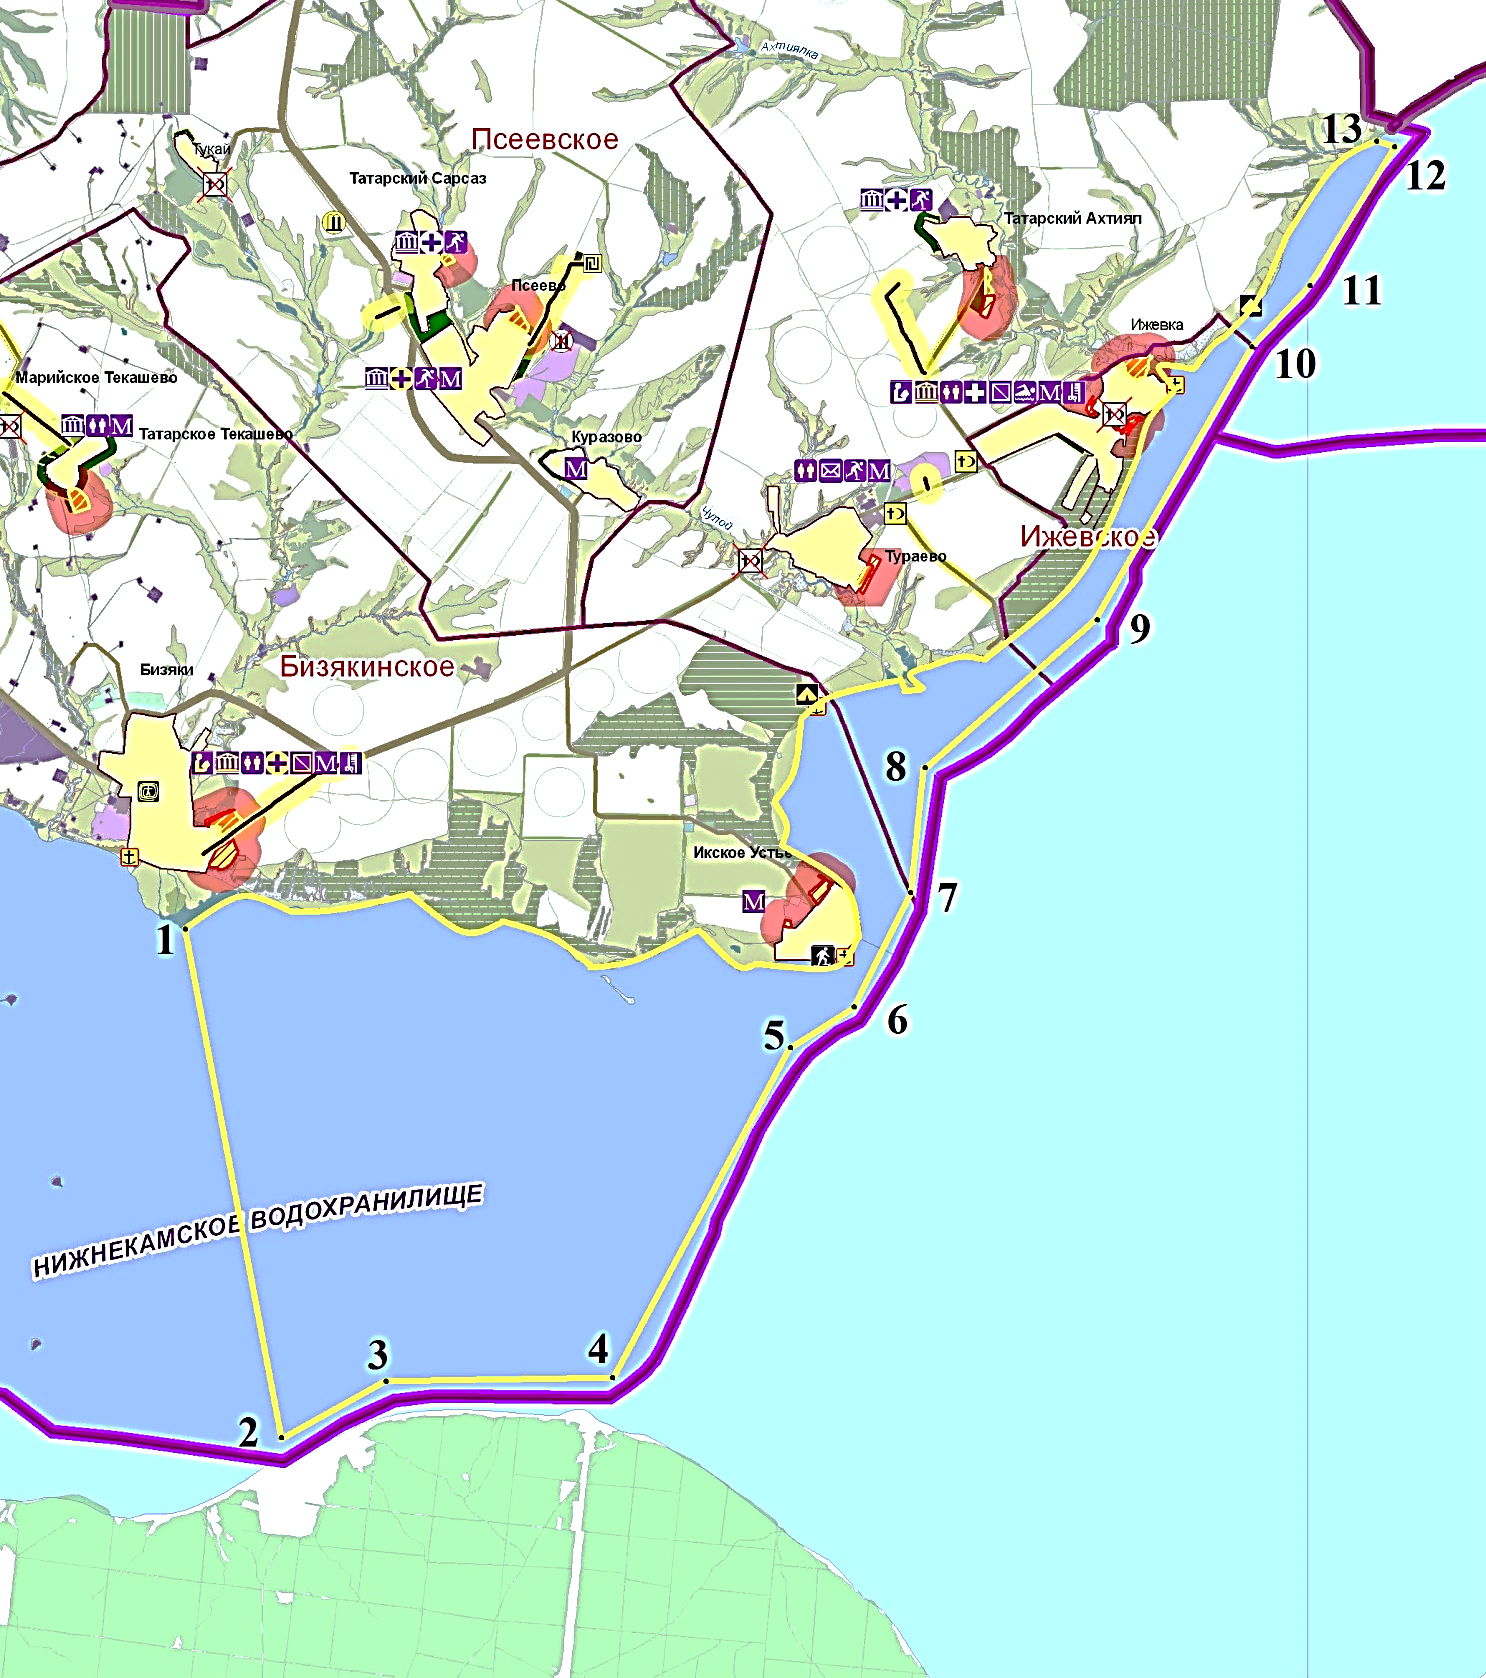 Ахтиялка
13
Псеевское
Тукай
Татарский Сарсаз
12
Татарский Ахтиял
Псеево
11
Ижевка
10
Марийское Текашево
M
M
M
Татарское Текашево
Куразово
M
M
Чулой
Ижевское
Тураево
9
Бизяки
Бизякинское
M
8
Икское Устье
M
7
1
6
5
НИЖНЕКАМСКОЕ ВОДОХРАНИЛИЩЕ
4
3
2